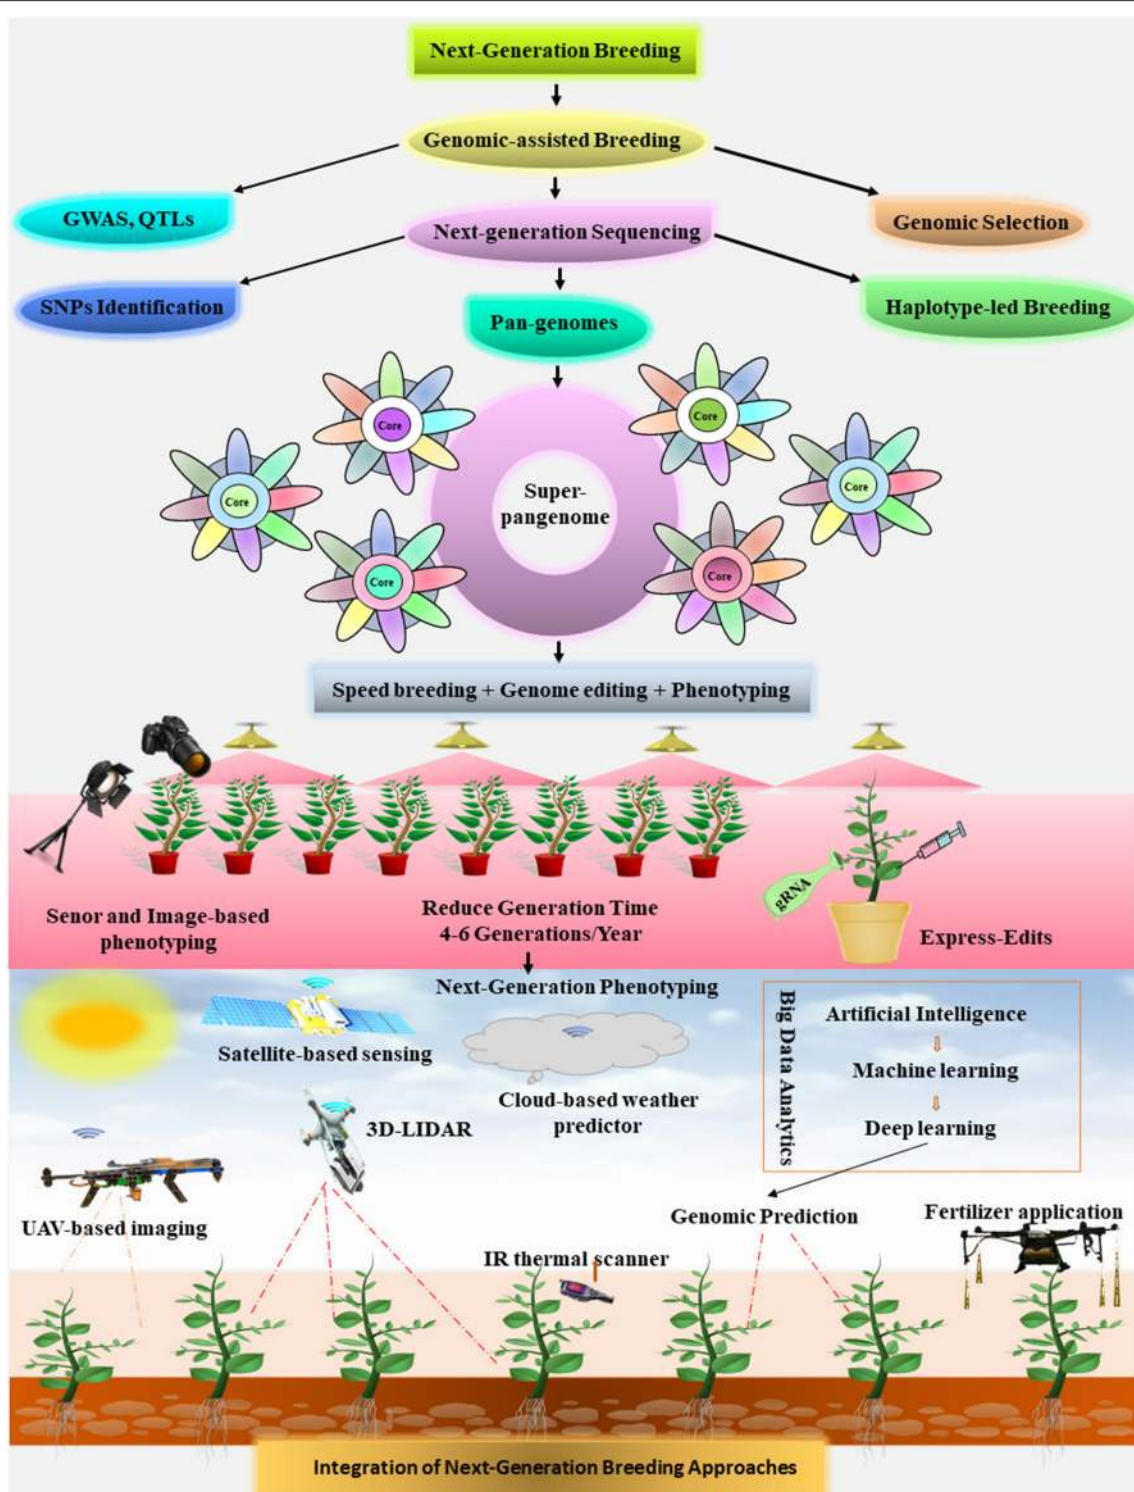 Next-Generation Breeding
Genomic-assisted Breeding
GWAS, QTLs
Next-generation Sequencing
Genomic Selection
SNPs Identification
Pan-genomes
Haplotype-led Breeding
Core
Core
Core
Core
Super-
pangenome
Core
Core
Speed breeding + Genome editing + Phenotyping
gRNA
Senor and Image-based
phenotyping
Reduce Generation Time
4-6 Generations/Year
Express-Edits
Next-Generation Phenotyping
Satellite-based sensing
Cloud-based weather
predictor
Big Data Analytics
Artificial Intelligence
Machine learning
Deep learning
3D-LIDAR
UAV-based imaging
Genomic Prediction
Fertilizer application
IR thermal scanner
Integration of Next-Generation Breeding Approaches